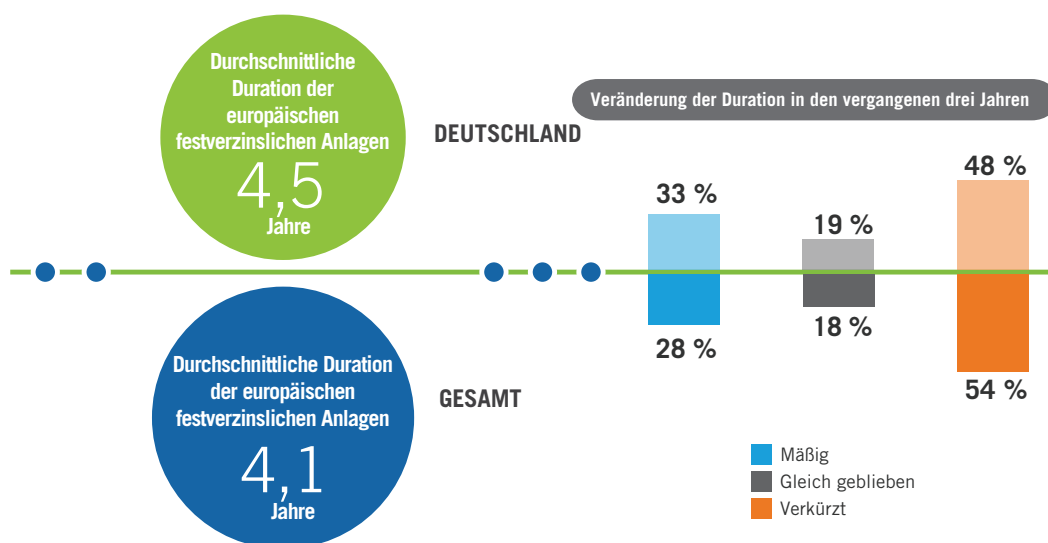 Durchschnittliche
Duration der
europäischen
festverzinslichen Anlagen
4,5
Jahre
DEUTSCHLAND
Veränderung der Duration in den vergangenen drei Jahren
33 %
19 %
48 %
28 %
18 %
54 %
Durchschnittliche Duration
der europäischen
festverzinslichen Anlagen
4,1
Jahre
GESAMT
Mäßig
Gleich geblieben
Verkürzt